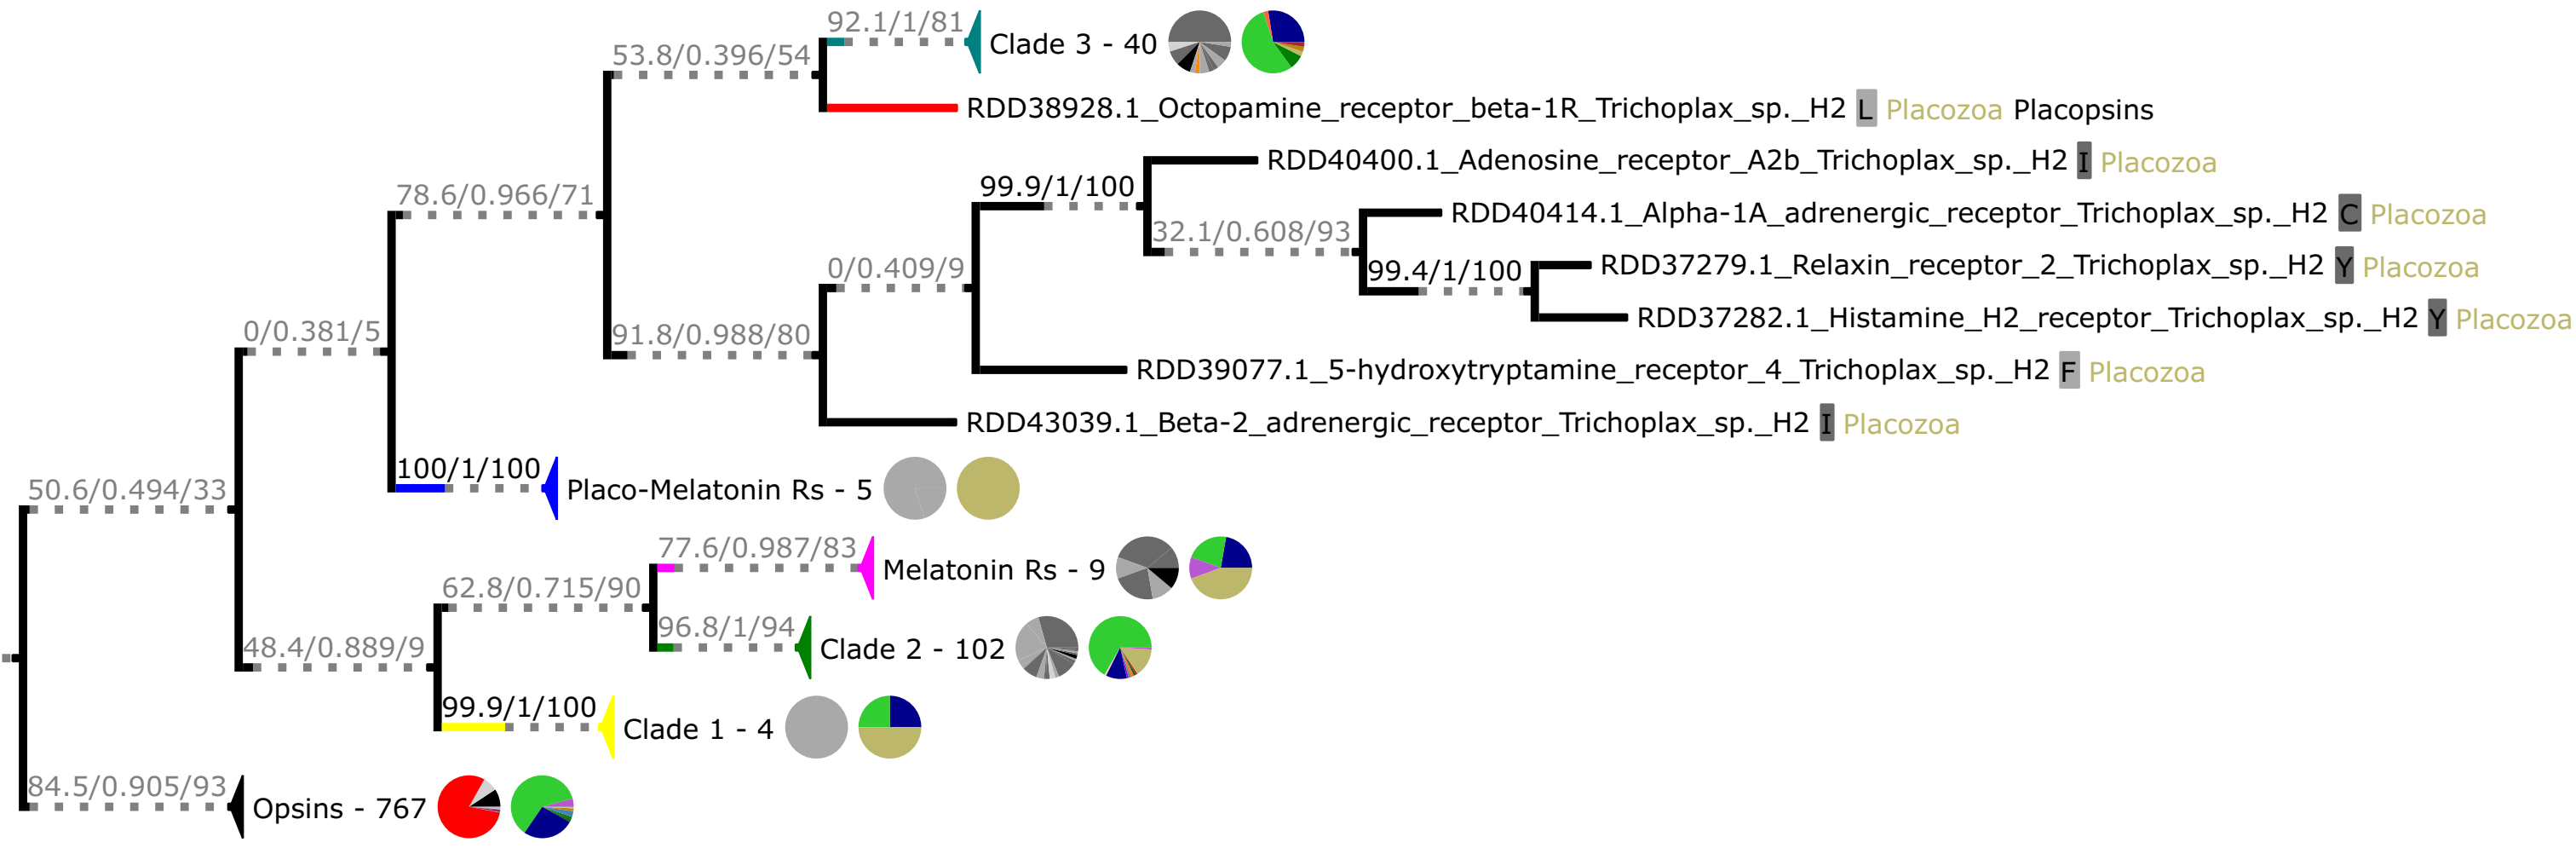 92.1/1/81
Clade 3 - 40
53.8/0.396/54
RDD38928.1_Octopamine_receptor_beta-1R_Trichoplax_sp._H2 L Placozoa Placopsins
RDD40400.1_Adenosine_receptor_A2b_Trichoplax_sp._H2 I Placozoa
99.9/1/100
78.6/0.966/71
RDD40414.1_Alpha-1A_adrenergic_receptor_Trichoplax_sp._H2 C Placozoa
32.1/0.608/93
RDD37279.1_Relaxin_receptor_2_Trichoplax_sp._H2 Y Placozoa
0/0.409/9
99.4/1/100
RDD37282.1_Histamine_H2_receptor_Trichoplax_sp._H2 Y Placozoa
0/0.381/5
91.8/0.988/80
RDD39077.1_5-hydroxytryptamine_receptor_4_Trichoplax_sp._H2 F Placozoa
RDD43039.1_Beta-2_adrenergic_receptor_Trichoplax_sp._H2 I Placozoa
100/1/100
Placo-Melatonin Rs - 5
50.6/0.494/33
77.6/0.987/83
Melatonin Rs - 9
62.8/0.715/90
96.8/1/94
Clade 2 - 102
48.4/0.889/9
99.9/1/100
Clade 1 - 4
84.5/0.905/93
Opsins - 767